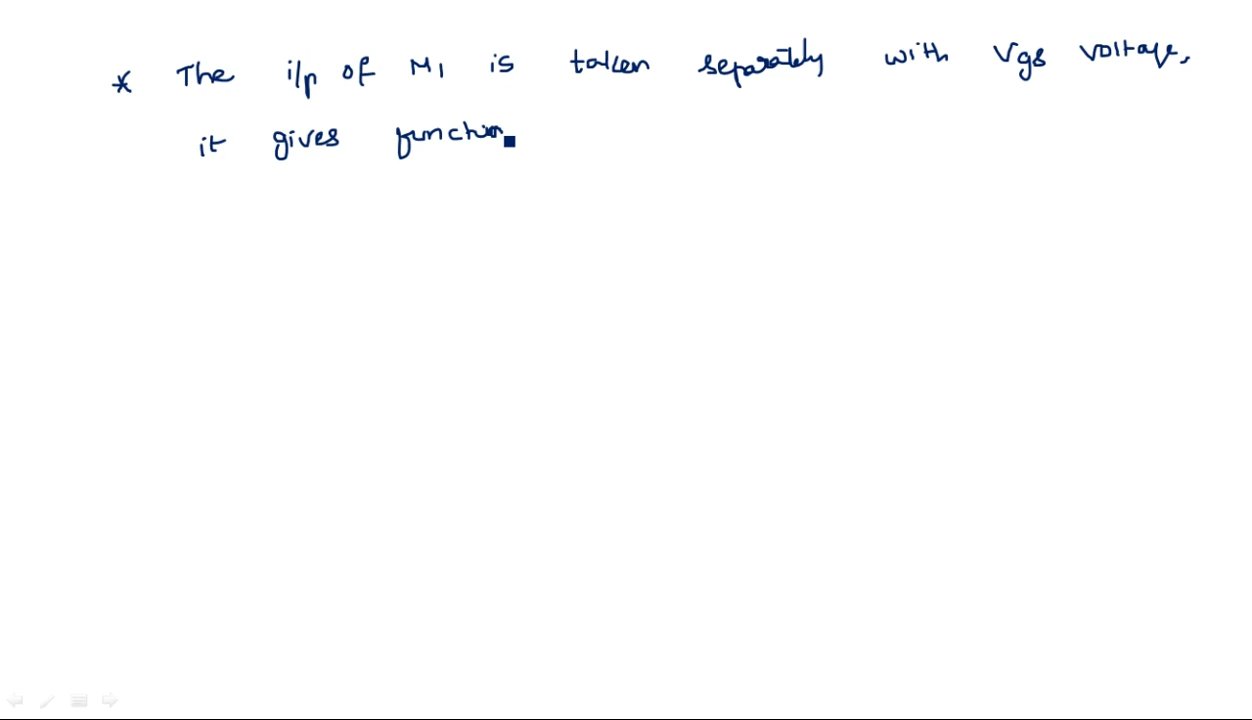 * The i/p of M1 is taken separately with Vgs voltage,
it gives function